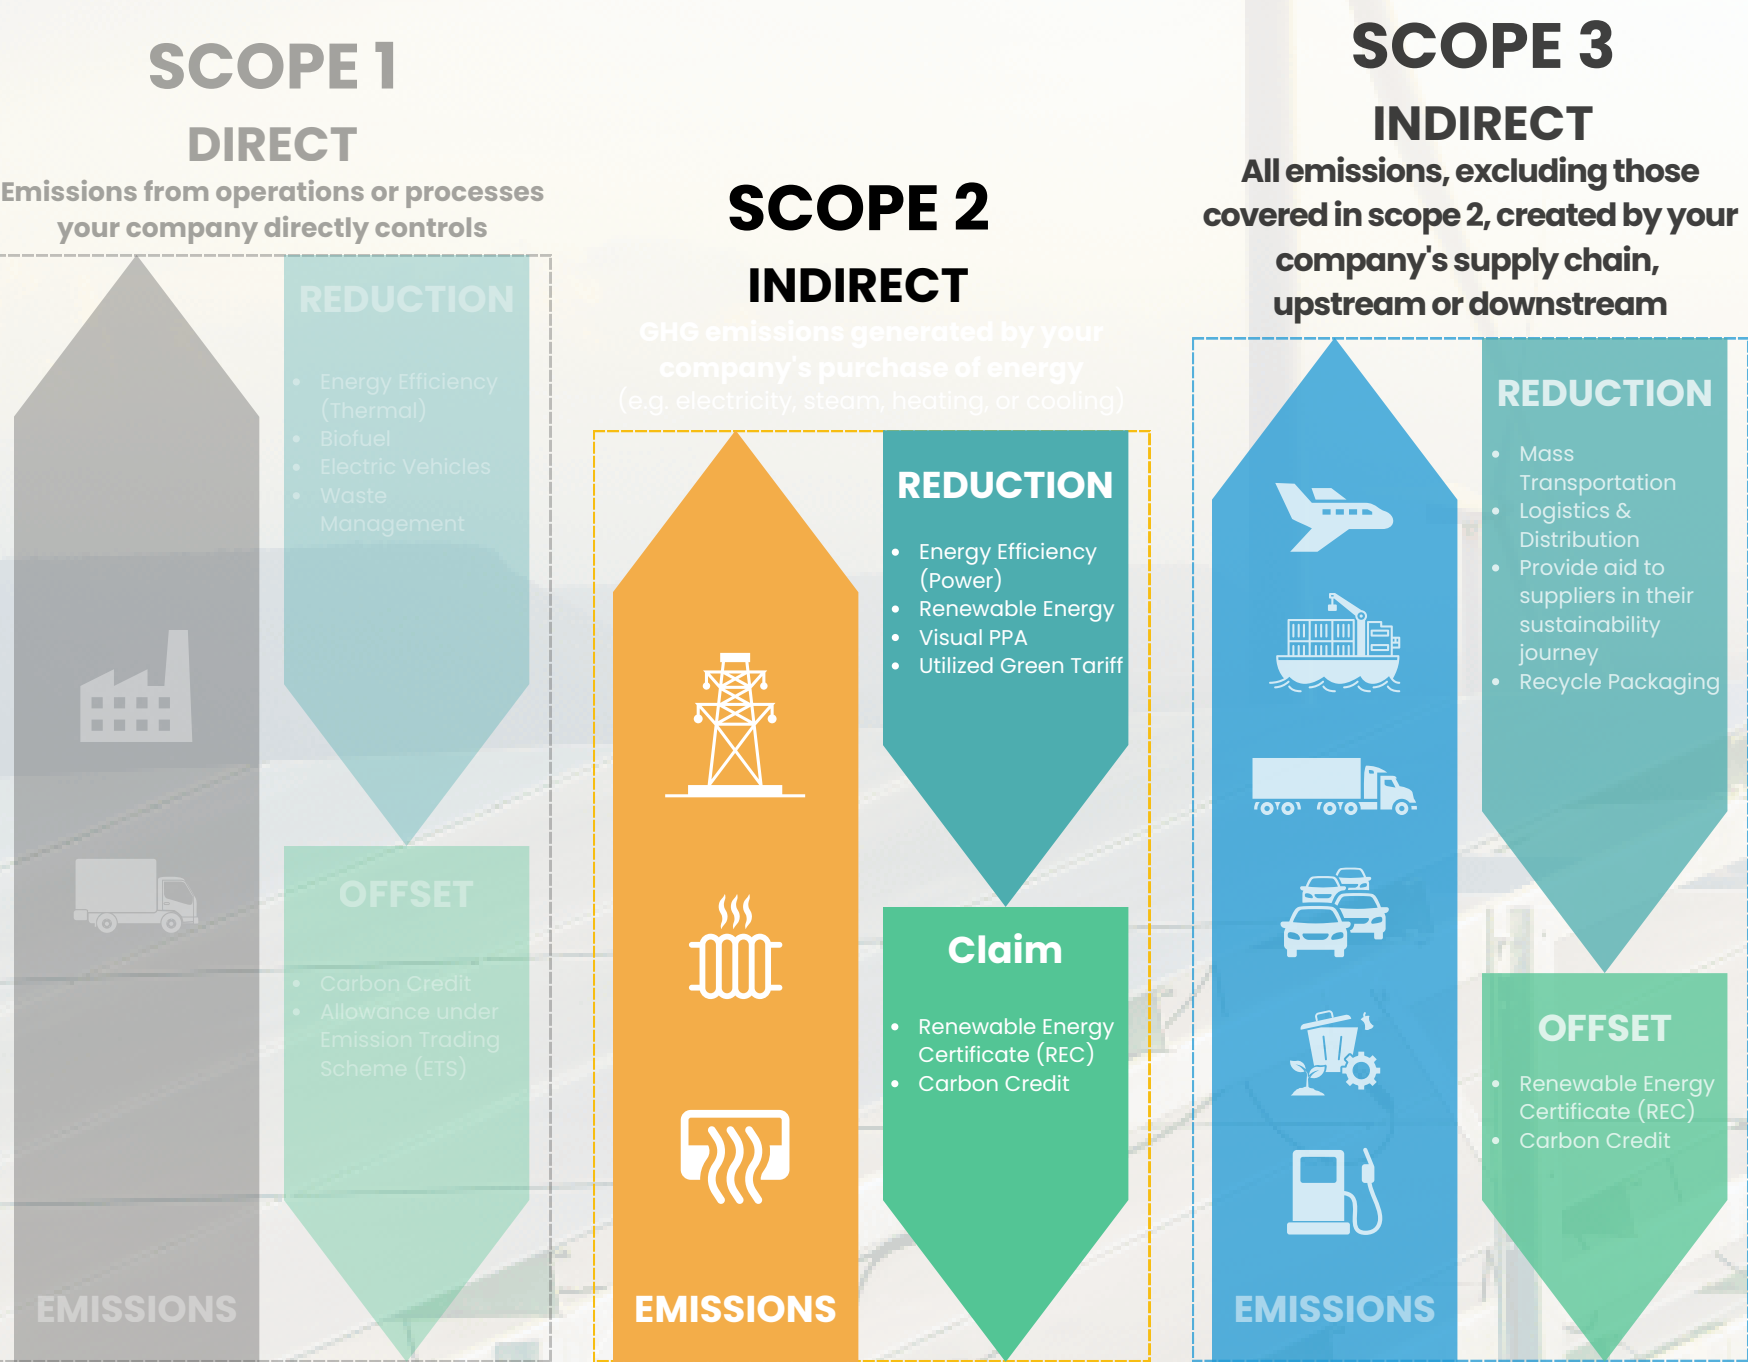 SCOPE 1
DIRECT
Emissions from operations or processes
your company directly controls
REDUCTION
• Energy Efficiency
(Thermal)
• Biofuel
• Electric Vehicles
• Waste
Management
OFFSET
• Carbon Credit
• Allowance under
Emission Trading
Scheme (ETS)
EMISSIONS
SCOPE 2
INDIRECT
GHG emissions generated by your
company's purchase of energy
(e.g. electricity, steam, heating, or cooling)
REDUCTION
• Energy Efficiency
(Power)
• Renewable Energy
• Visual PPA
• Utilized Green Tariff
Claim
• Renewable Energy
Certificate (REC)
• Carbon Credit
EMISSIONS
SCOPE 3
INDIRECT
All emissions, excluding those
covered in scope 2, created by your
company's supply chain,
upstream or downstream
REDUCTION
• Mass
Transportation
• Logistics &
Distribution
• Provide aid to
suppliers in their
sustainability
journey
• Recycle Packaging
OFFSET
• Renewable Energy
Certificate (REC)
• Carbon Credit
EMISSIONS